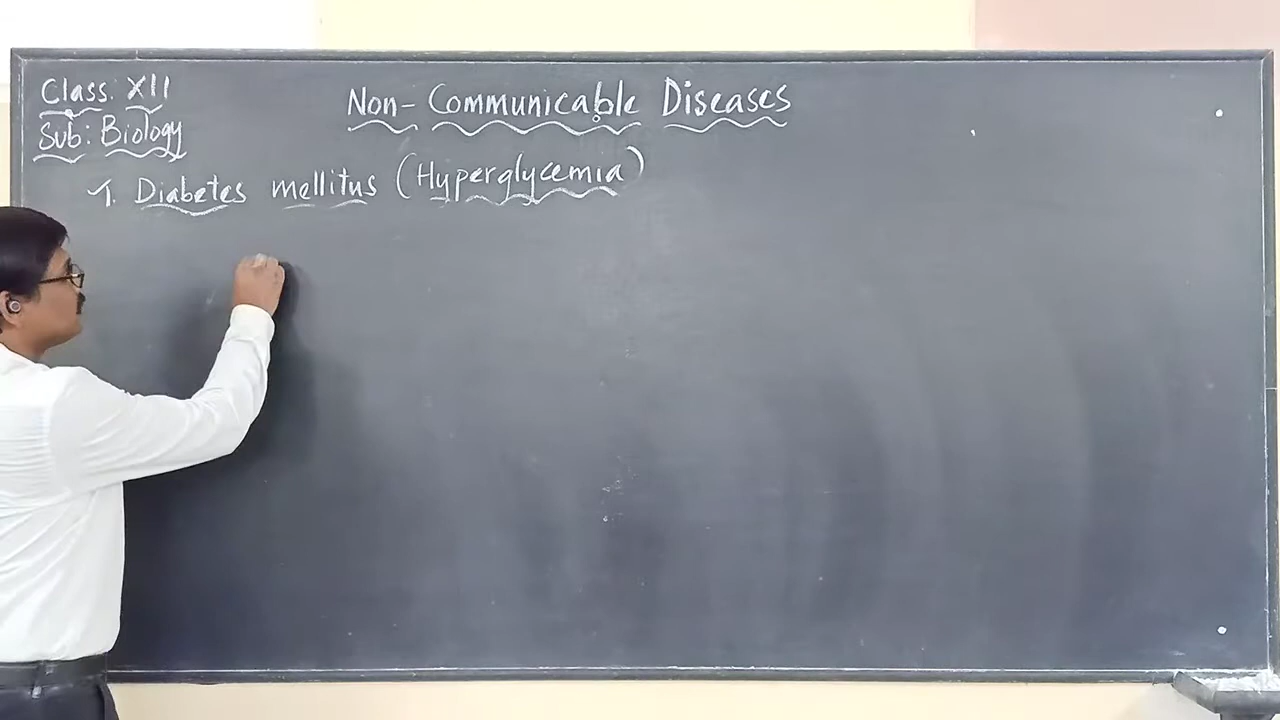 Class: XII
Non-Communicable Diseases
Sub: Biology
1. Diabetes mellitus (Hyperglycemia)